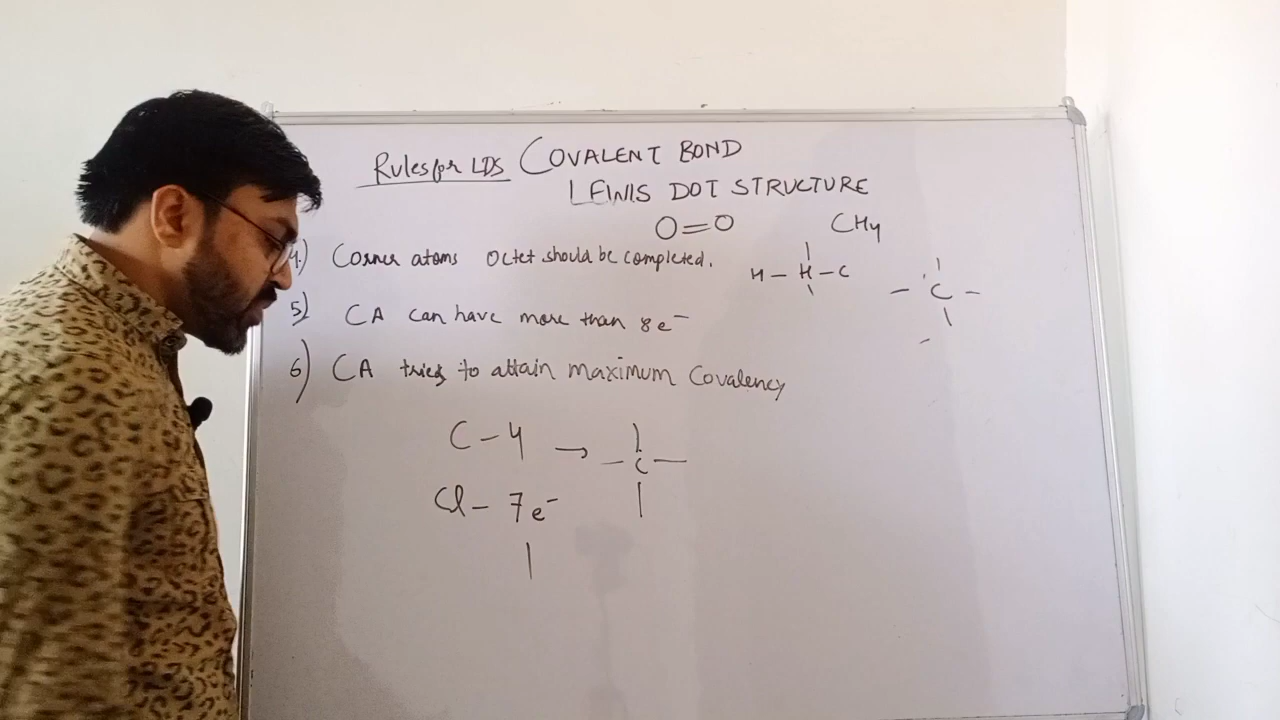 Rules for LDS COVALENT BOND
LEWIS DOT STRUCTURE
O=O CH4
4.) Corner atoms Octet should be completed.
H - H - C
C
5) CA can have more than 8e⁻
6) CA tries to attain maximum Covalency
C - 4 → C
Cl - 7e⁻